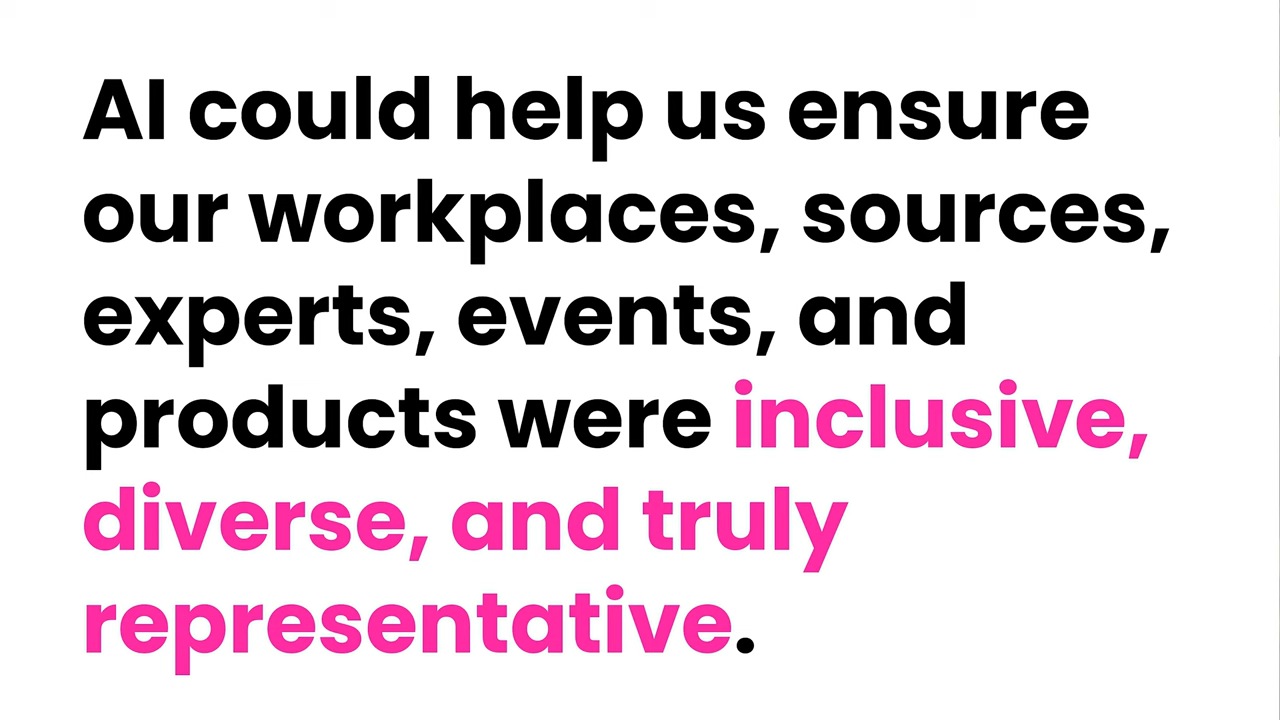 AI could help us ensure
our workplaces, sources,
experts, events, and
products were inclusive,
diverse, and truly
representative.